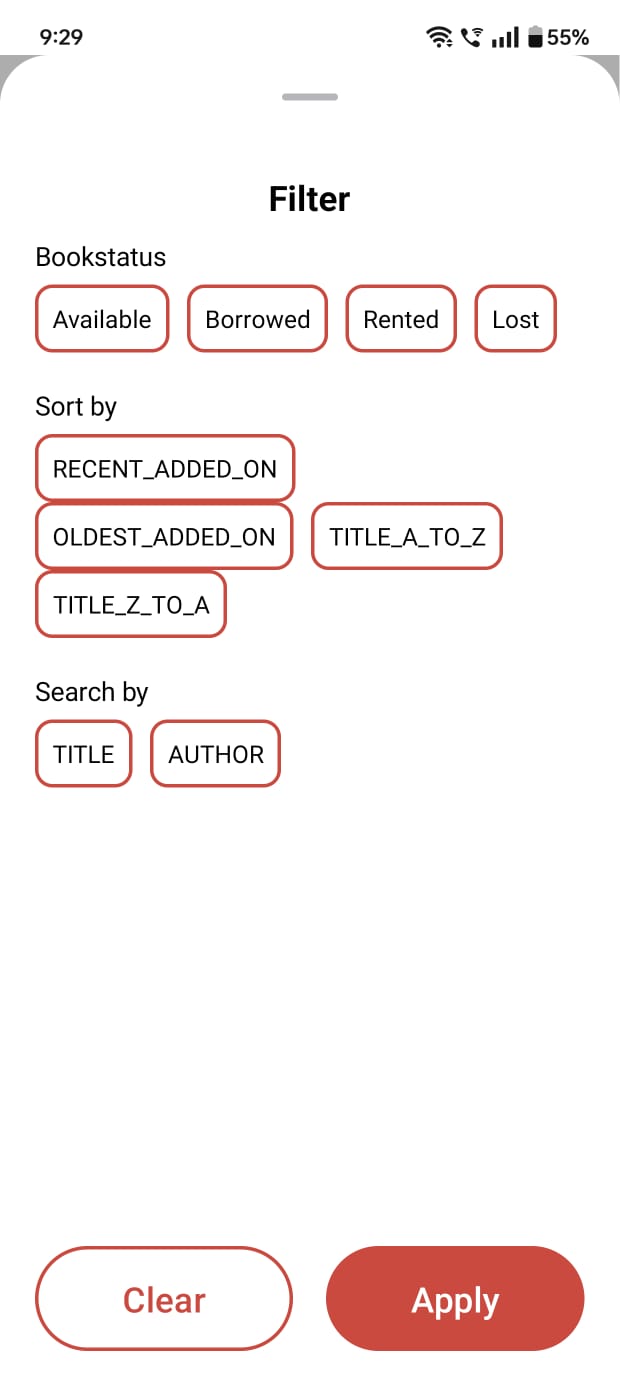 9:29 55%
Filter
Bookstatus
Available Borrowed Rented Lost
Sort by
RECENT_ADDED_ON
OLDEST_ADDED_ON TITLE_A_TO_Z
TITLE_Z_TO_A
Search by
TITLE AUTHOR
Clear Apply